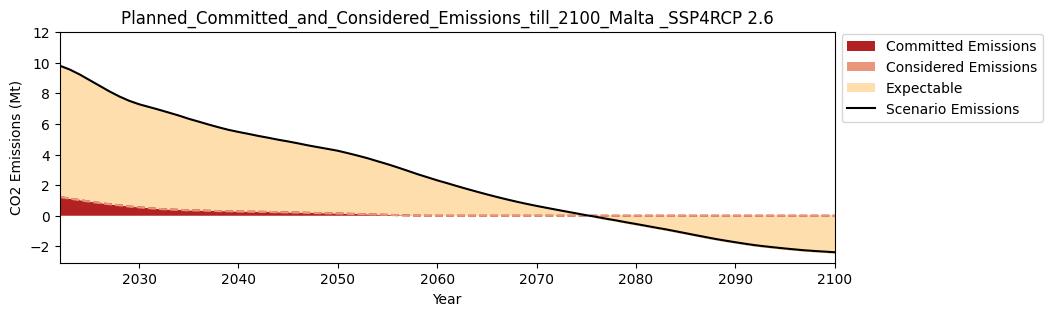 Planned_Committed_and_Considered_Emissions_till_2100_Malta _SSP4RCP 2.6
CO2 Emissions (Mt)
12
10
8
6
4
2
0
−2
2030 2040 2050 2060 2070 2080 2090 2100
Year
Committed Emissions
Considered Emissions
Expectable
Scenario Emissions